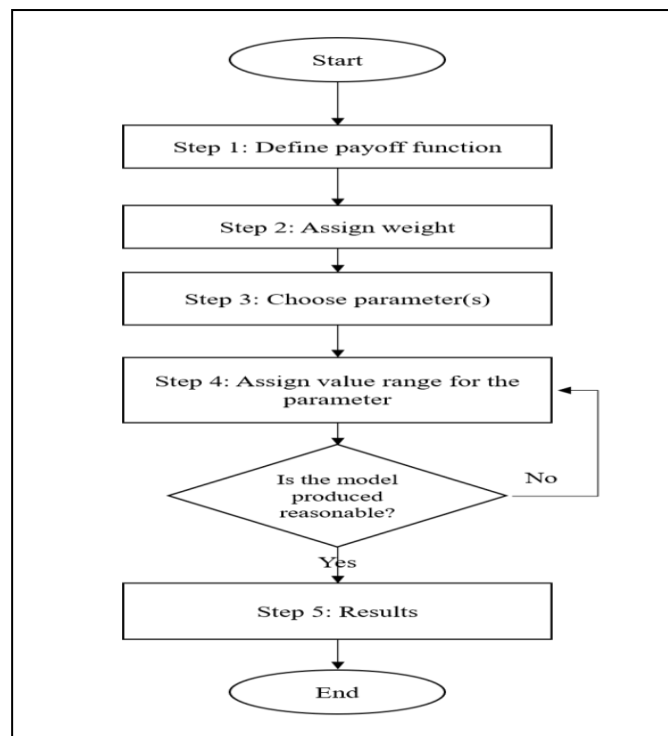 Start
Step 1: Define payoff function
Step 2: Assign weight
Step 3: Choose parameter(s)
Step 4: Assign value range for the
parameter
Is the model
produced
reasonable?
No
Yes
Step 5: Results
End